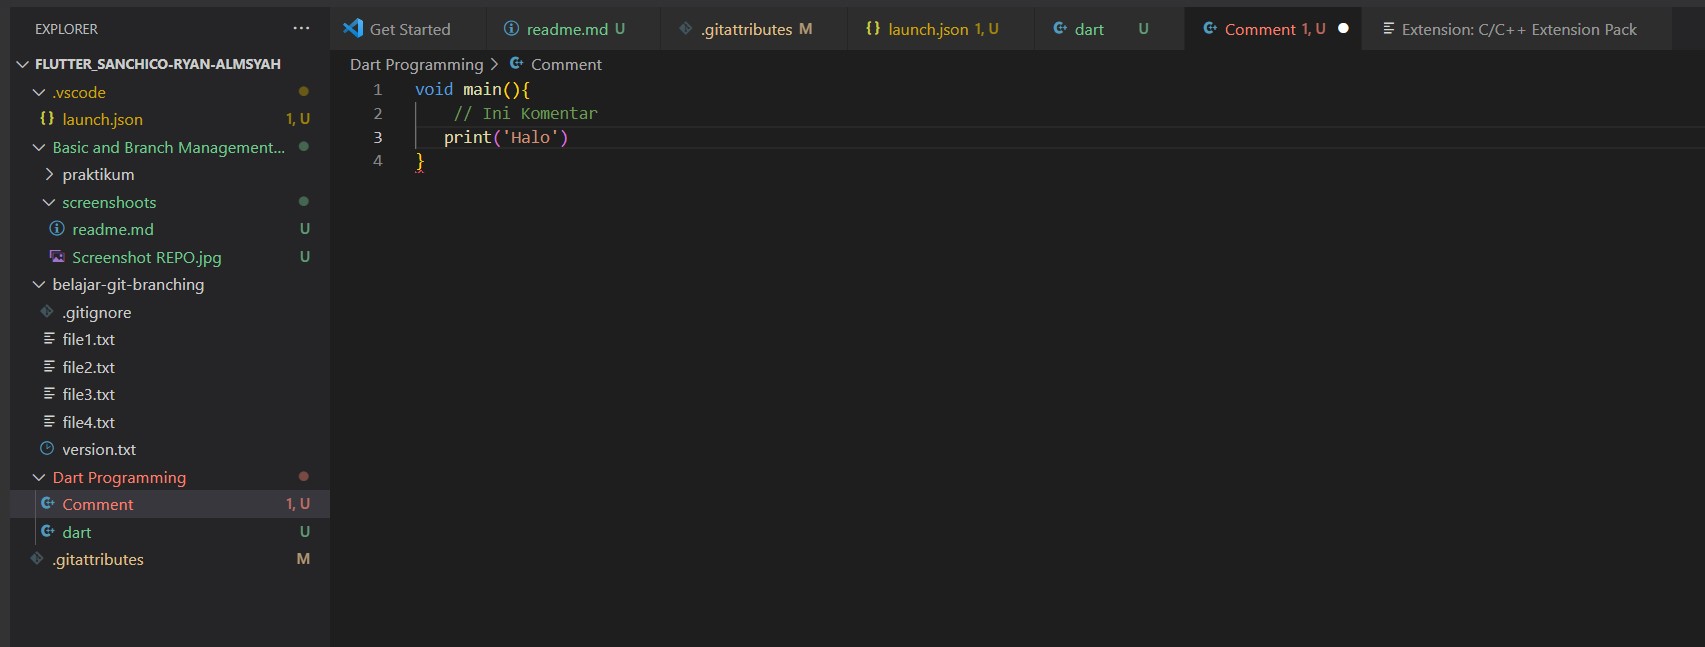 EXPLORER ...
FLUTTER_SANCHICO-RYAN-ALMSYAH
.vscode
{} launch.json 1, U
Basic and Branch Management...
praktikum
screenshoots
readme.md U
Screenshot REPO.jpg U
belajar-git-branching
.gitignore
file1.txt
file2.txt
file3.txt
file4.txt
version.txt
Dart Programming
Comment 1, U
dart U
.gitattributes M
Get Started
readme.md U
.gitattributes M
{} launch.json 1, U
dart U
Comment 1, U
Extension: C/C++ Extension Pack
Dart Programming > Comment
1 void main(){
2 // Ini Komentar
3 print('Halo')
4 }